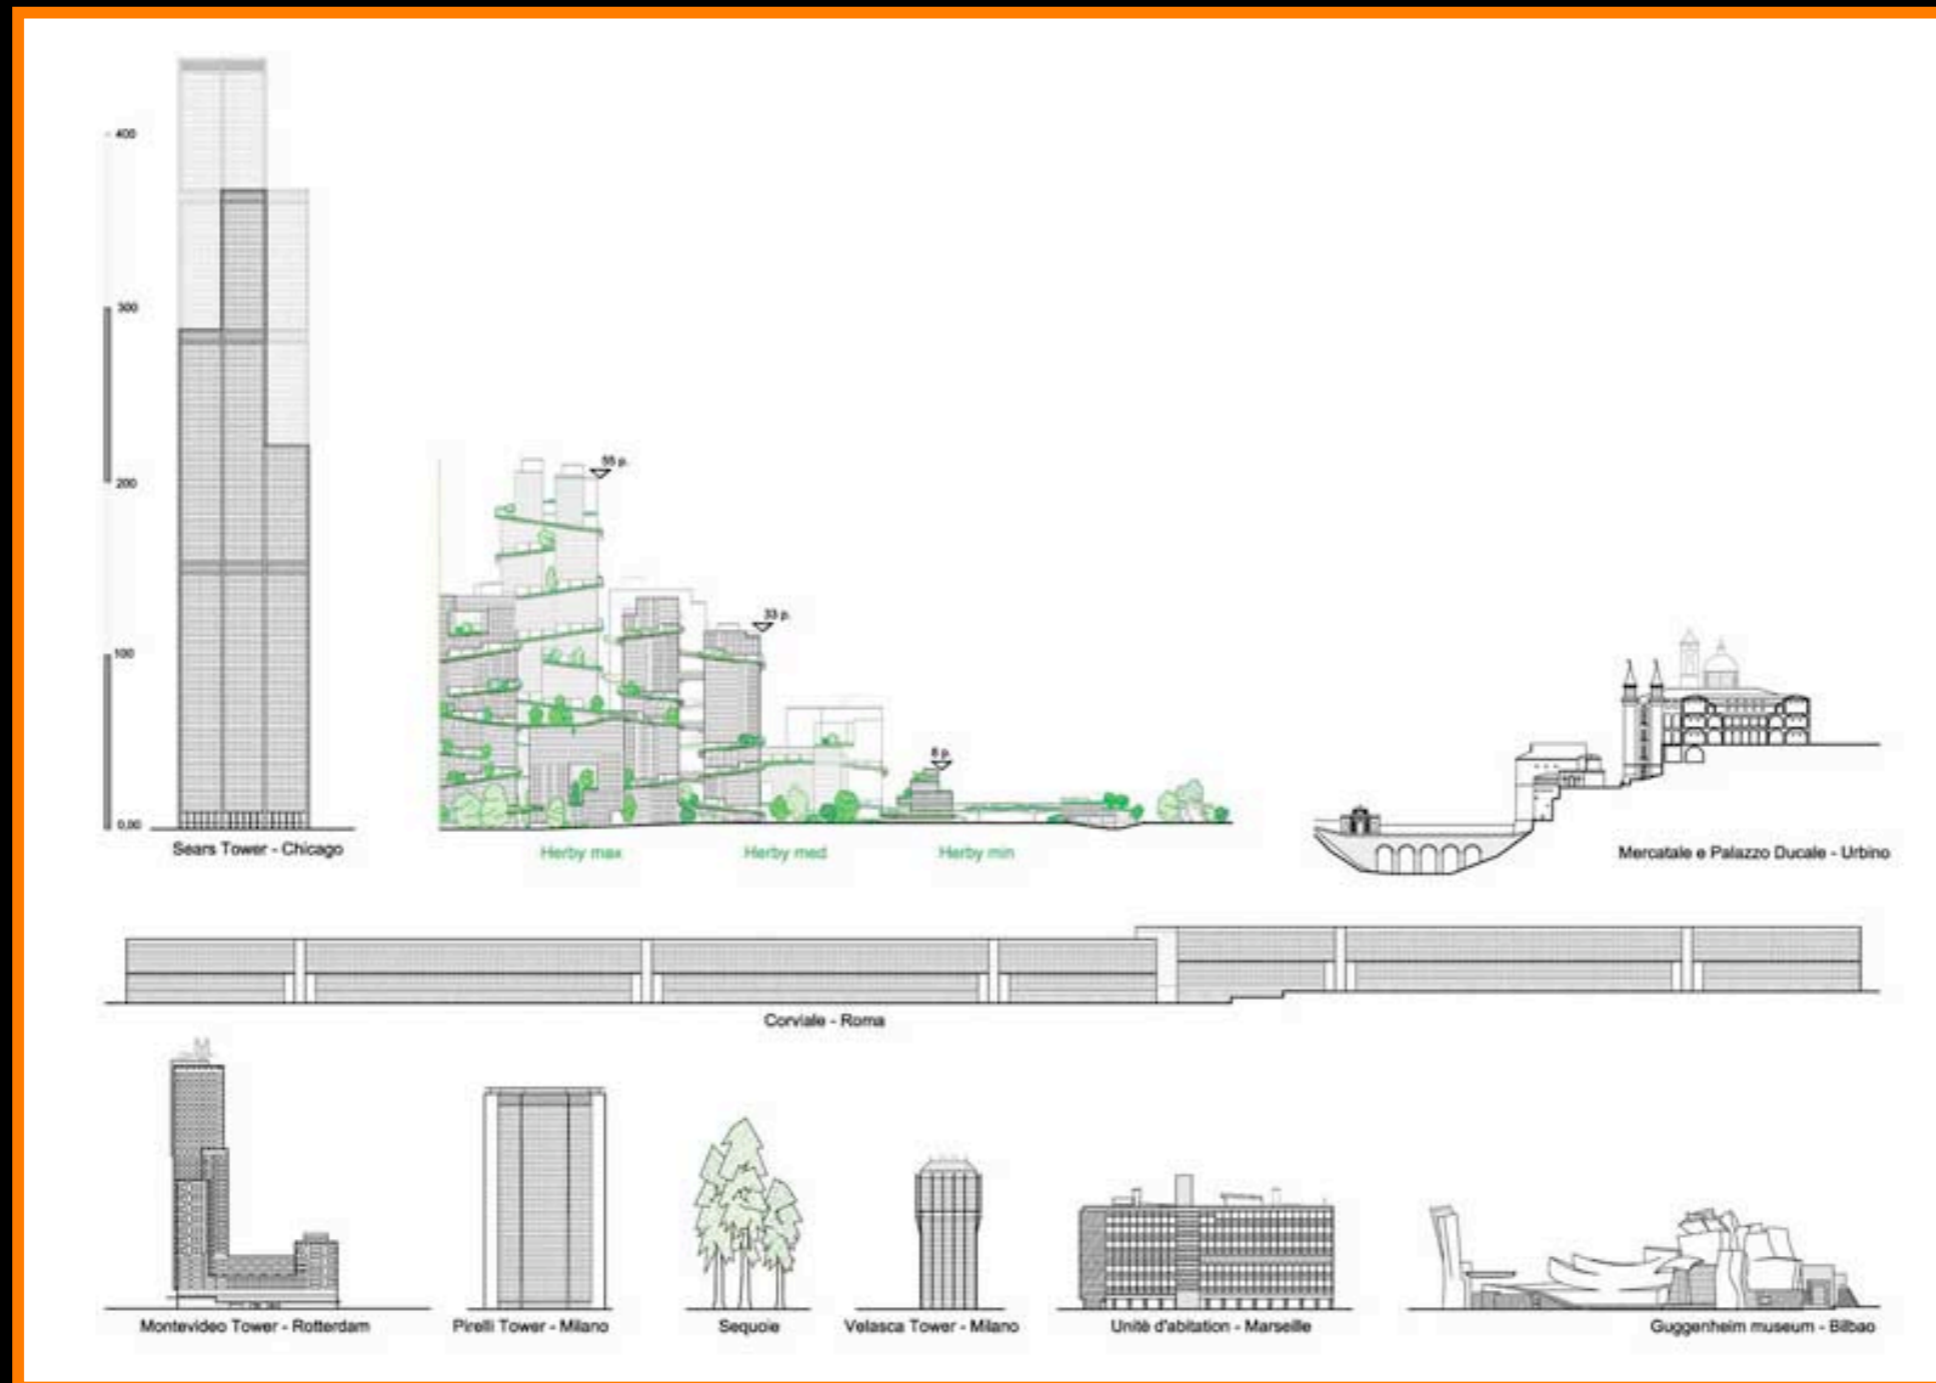 400
300
200
100
0,00
55 p.
33 p.
8 p.
Sears Tower - Chicago
Herby max
Herby med
Herby min
Mercatale e Palazzo Ducale - Urbino
Corviale - Roma
Montevideo Tower - Rotterdam
Pirelli Tower - Milano
Sequoie
Velasca Tower - Milano
Unitè d'abitation - Marseille
Guggenheim museum - Bilbao